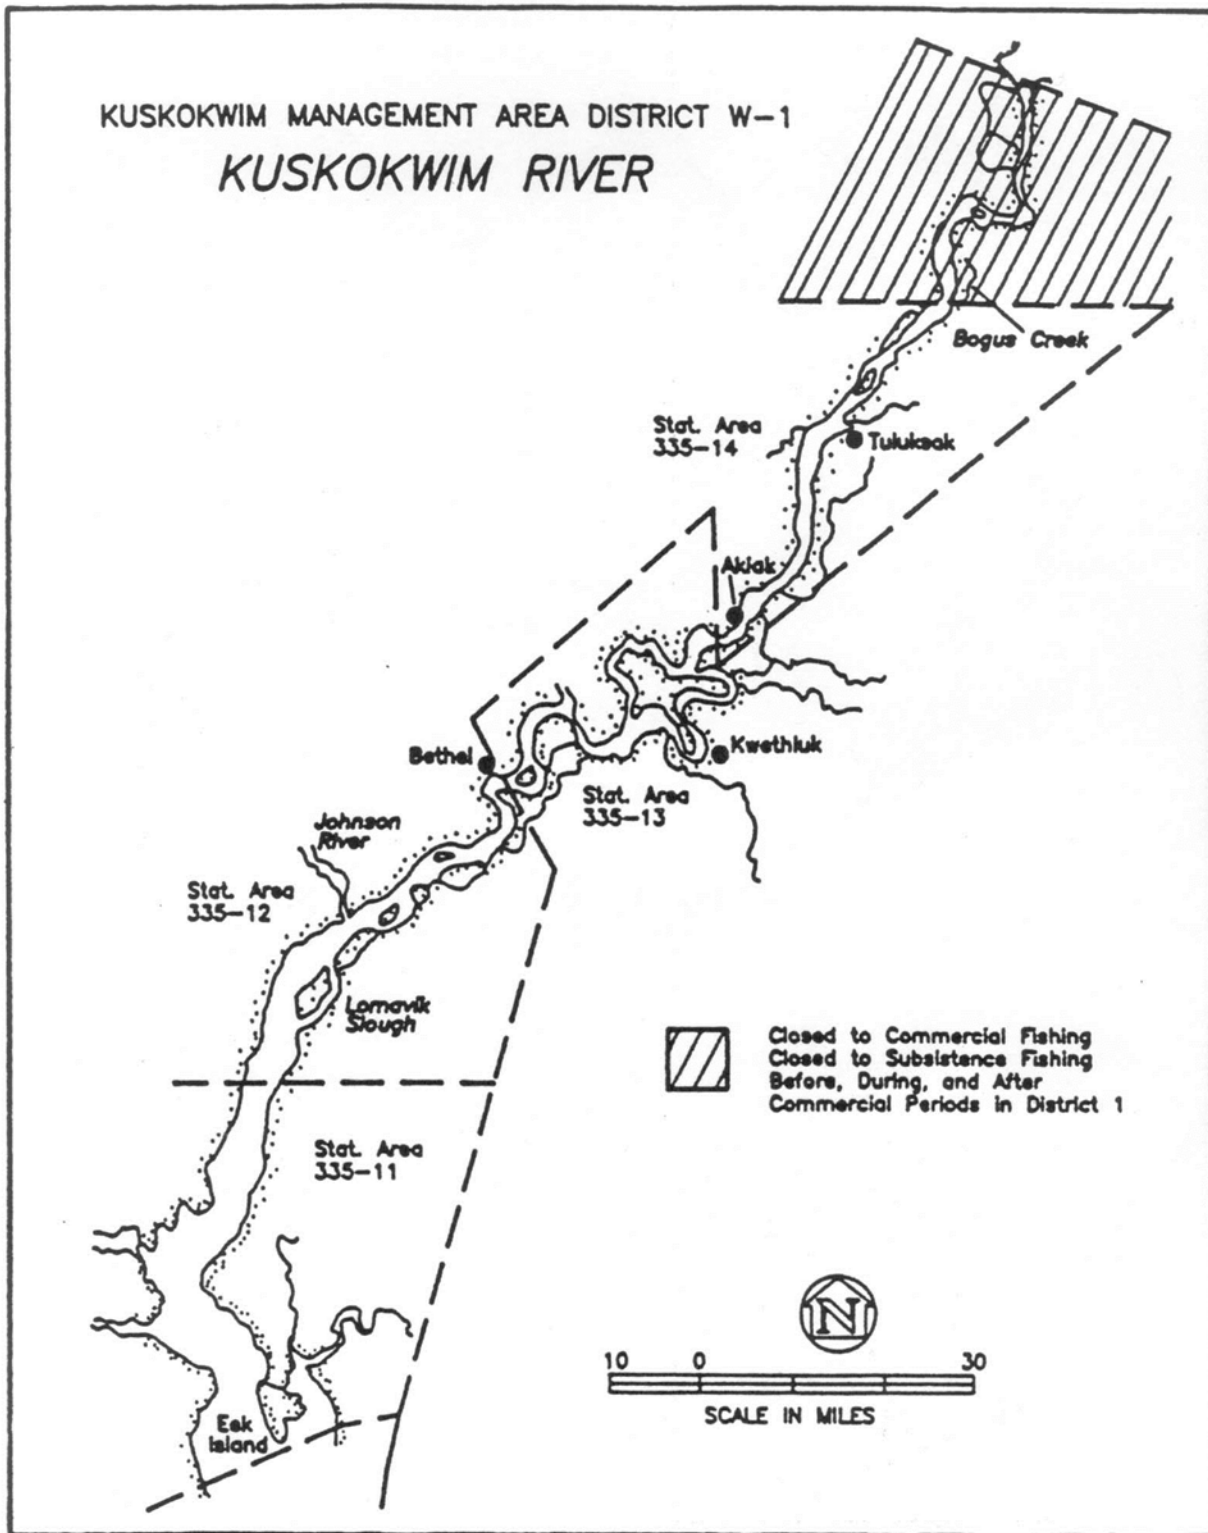 KUSKOKWIM MANAGEMENT AREA DISTRICT W-1
KUSKOKWIM RIVER
Bogus Creek
Stat. Area
335-14
Tuluksak
Akiak
Bethel
Kwethluk
Stat. Area
335-13
Johnson
River
Stat. Area
335-12
Lomavik
Slough
Closed to Commercial Fishing
Closed to Subsistence Fishing
Before, During, and After
Commercial Periods in District 1
Stat. Area
335-11
N
10 0 30
SCALE IN MILES
Eek
Island